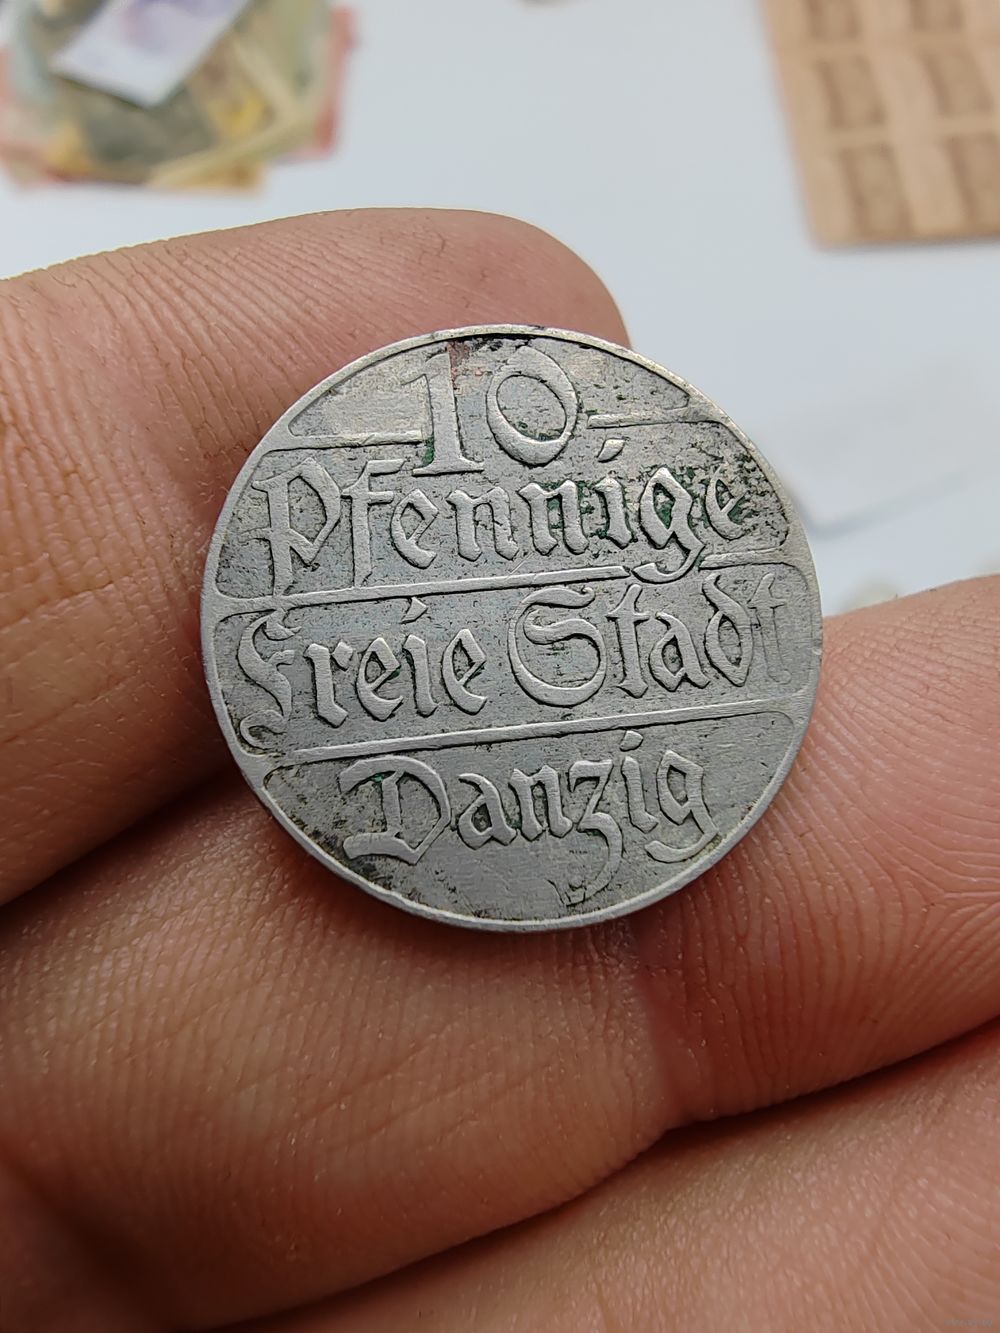 10
Pfennige
Freie Stadt
Danzig